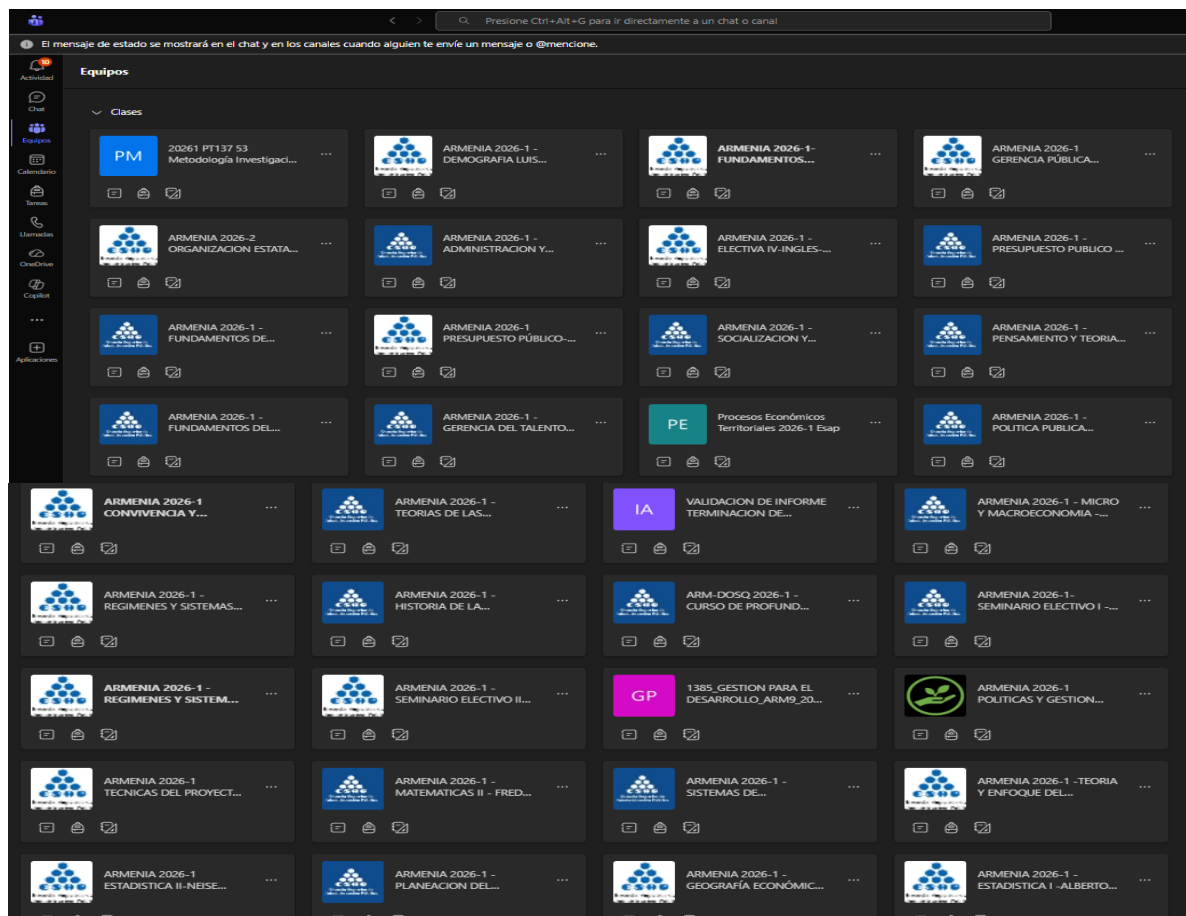 Presione Ctrl+Alt+G para ir directamente a un chat o canal
El mensaje de estado se mostrará en el chat y en los canales cuando alguien te envíe un mensaje o @mencione.
10
Actividad
Chat
Equipos
Calendario
Tareas
Llamadas
OneDrive
Copilot
Aplicaciones
Equipos
Clases
PM
20261 PT137 53
Metodología Investigaci...
ARMENIA 2026-1 -
DEMOGRAFIA LUIS...
ARMENIA 2026-1-
FUNDAMENTOS...
ARMENIA 2026-1
GERENCIA PÚBLICA...
ARMENIA 2026-2
ORGANIZACION ESTATA...
ARMENIA 2026-1 -
ADMINISTRACION Y...
ARMENIA 2026-1 -
ELECTIVA IV-INGLES-...
ARMENIA 2026-1 -
PRESUPUESTO PUBLICO ...
ARMENIA 2026-1 -
FUNDAMENTOS DE...
ARMENIA 2026-1
PRESUPUESTO PÚBLICO-...
ARMENIA 2026-1 -
SOCIALIZACION Y...
ARMENIA 2026-1 -
PENSAMIENTO Y TEORIA...
ARMENIA 2026-1 -
FUNDAMENTOS DEL...
ARMENIA 2026-1 -
GERENCIA DEL TALENTO...
PE
Procesos Económicos
Territoriales 2026-1 Esap
ARMENIA 2026-1
POLITICA PUBLICA...
ARMENIA 2026-1
CONVIVENCIA Y...
ARMENIA 2026-1 -
TEORIAS DE LAS...
IA
VALIDACION DE INFORME
TERMINACION DE...
ARMENIA 2026-1 - MICRO
Y MACROECONOMIA -...
ARMENIA 2026-1 -
REGIMENES Y SISTEMAS...
ARMENIA 2026-1 -
HISTORIA DE LA...
ARM-DOSQ 2026-1 -
CURSO DE PROFUND...
ARMENIA 2026-1-
SEMINARIO ELECTIVO I -...
ARMENIA 2026-1 -
REGIMENES Y SISTEM...
ARMENIA 2026-1 -
SEMINARIO ELECTIVO II...
GP
1385_GESTION PARA EL
DESARROLLO_ARM9_20...
ARMENIA 2026-1
POLITICAS Y GESTION...
ARMENIA 2026-1
TECNICAS DEL PROYECT...
ARMENIA 2026-1 -
MATEMATICAS II - FRED...
ARMENIA 2026-1 -
SISTEMAS DE...
ARMENIA 2026-1 -TEORIA
Y ENFOQUE DEL...
ARMENIA 2026-1
ESTADISTICA II-NEISE...
ARMENIA 2026-1 -
PLANEACION DEL...
ARMENIA 2026-1 -
GEOGRAFÍA ECONÓMIC...
ARMENIA 2026-1 -
ESTADISTICA I -ALBERTO...